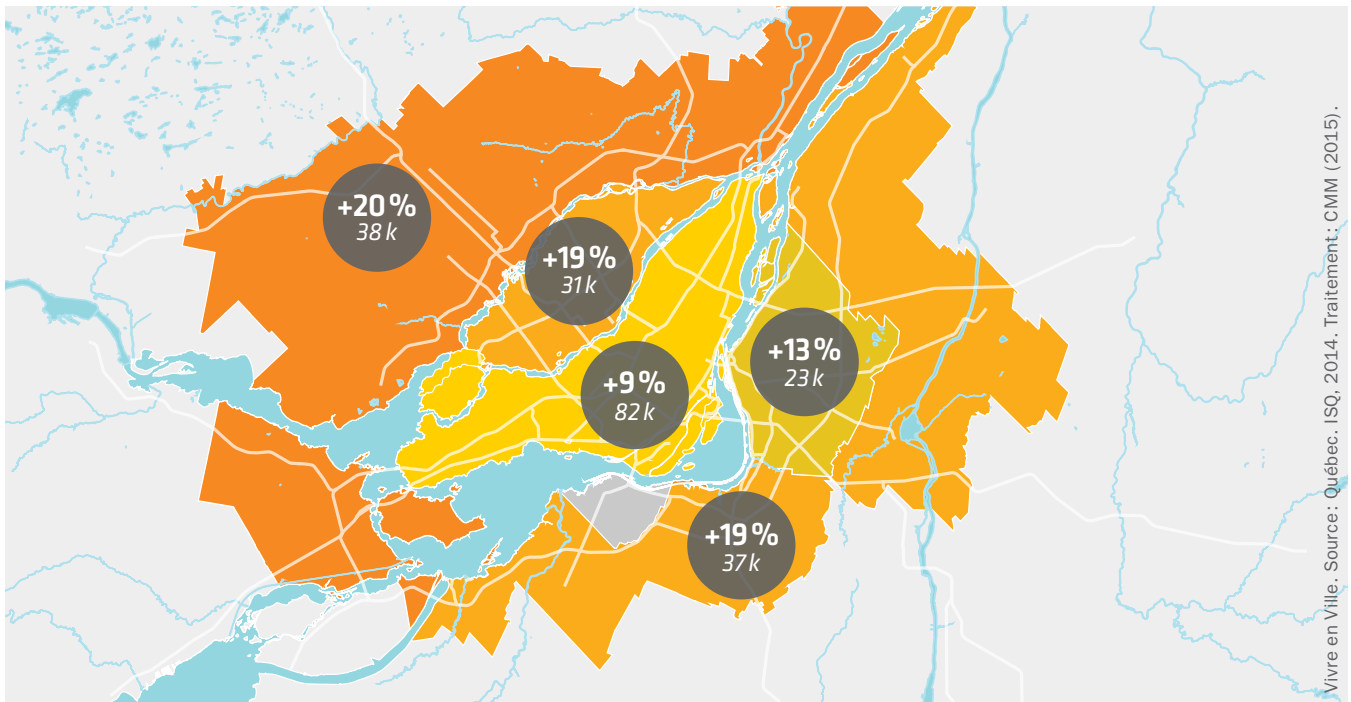 +20 %
38 k
+19 %
31 k
+13 %
23 k
+9 %
82 k
+19 %
37 k
Vivre en Ville. Source: Québec. ISQ, 2014. Traitement: CMM (2015).